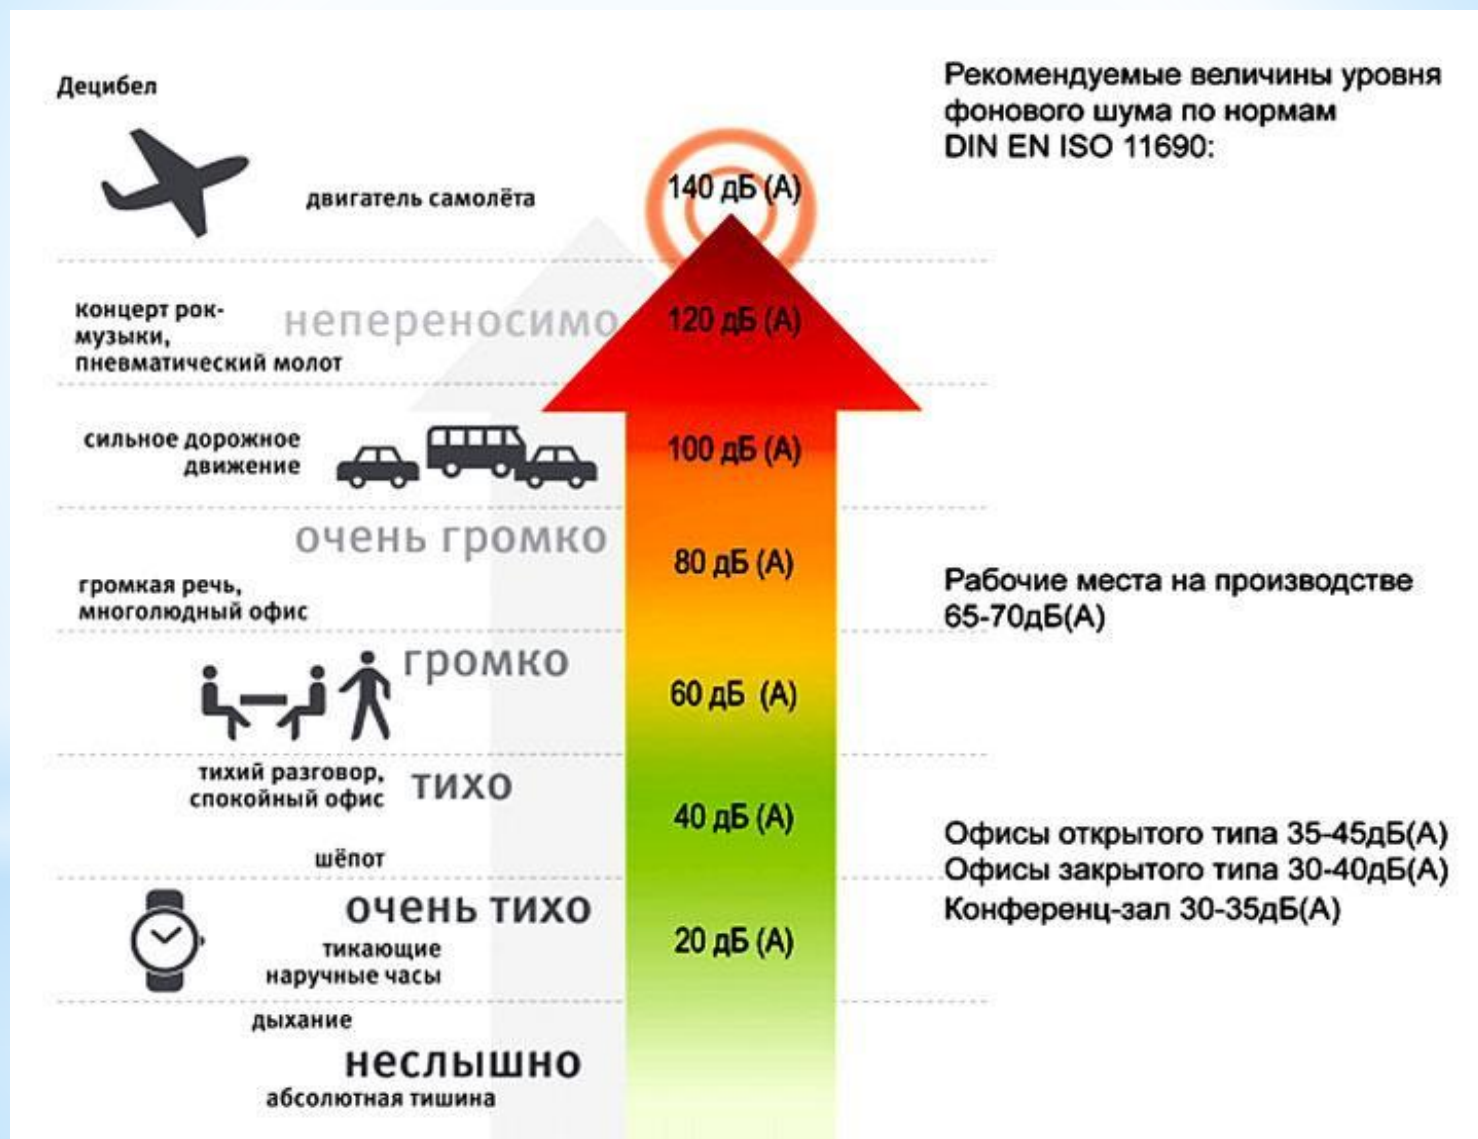 Децибел
Рекомендуемые величины уровня
фонового шума по нормам
DIN EN ISO 11690:
двигатель самолёта
140 дБ (А)
концерт рок-
музыки,
пневматический молот
непереносимо
120 дБ (А)
сильное дорожное
движение
100 дБ (А)
очень громко
80 дБ (А)
громкая речь,
многолюдный офис
Рабочие места на производстве
65-70дБ(А)
громко
60 дБ (А)
тихий разговор,
спокойный офис
тихо
40 дБ (А)
шёпот
Офисы открытого типа 35-45дБ(А)
Офисы закрытого типа 30-40дБ(А)
Конференц-зал 30-35дБ(А)
очень тихо
тикающие
наручные часы
20 дБ (А)
дыхание
неслышно
абсолютная тишина